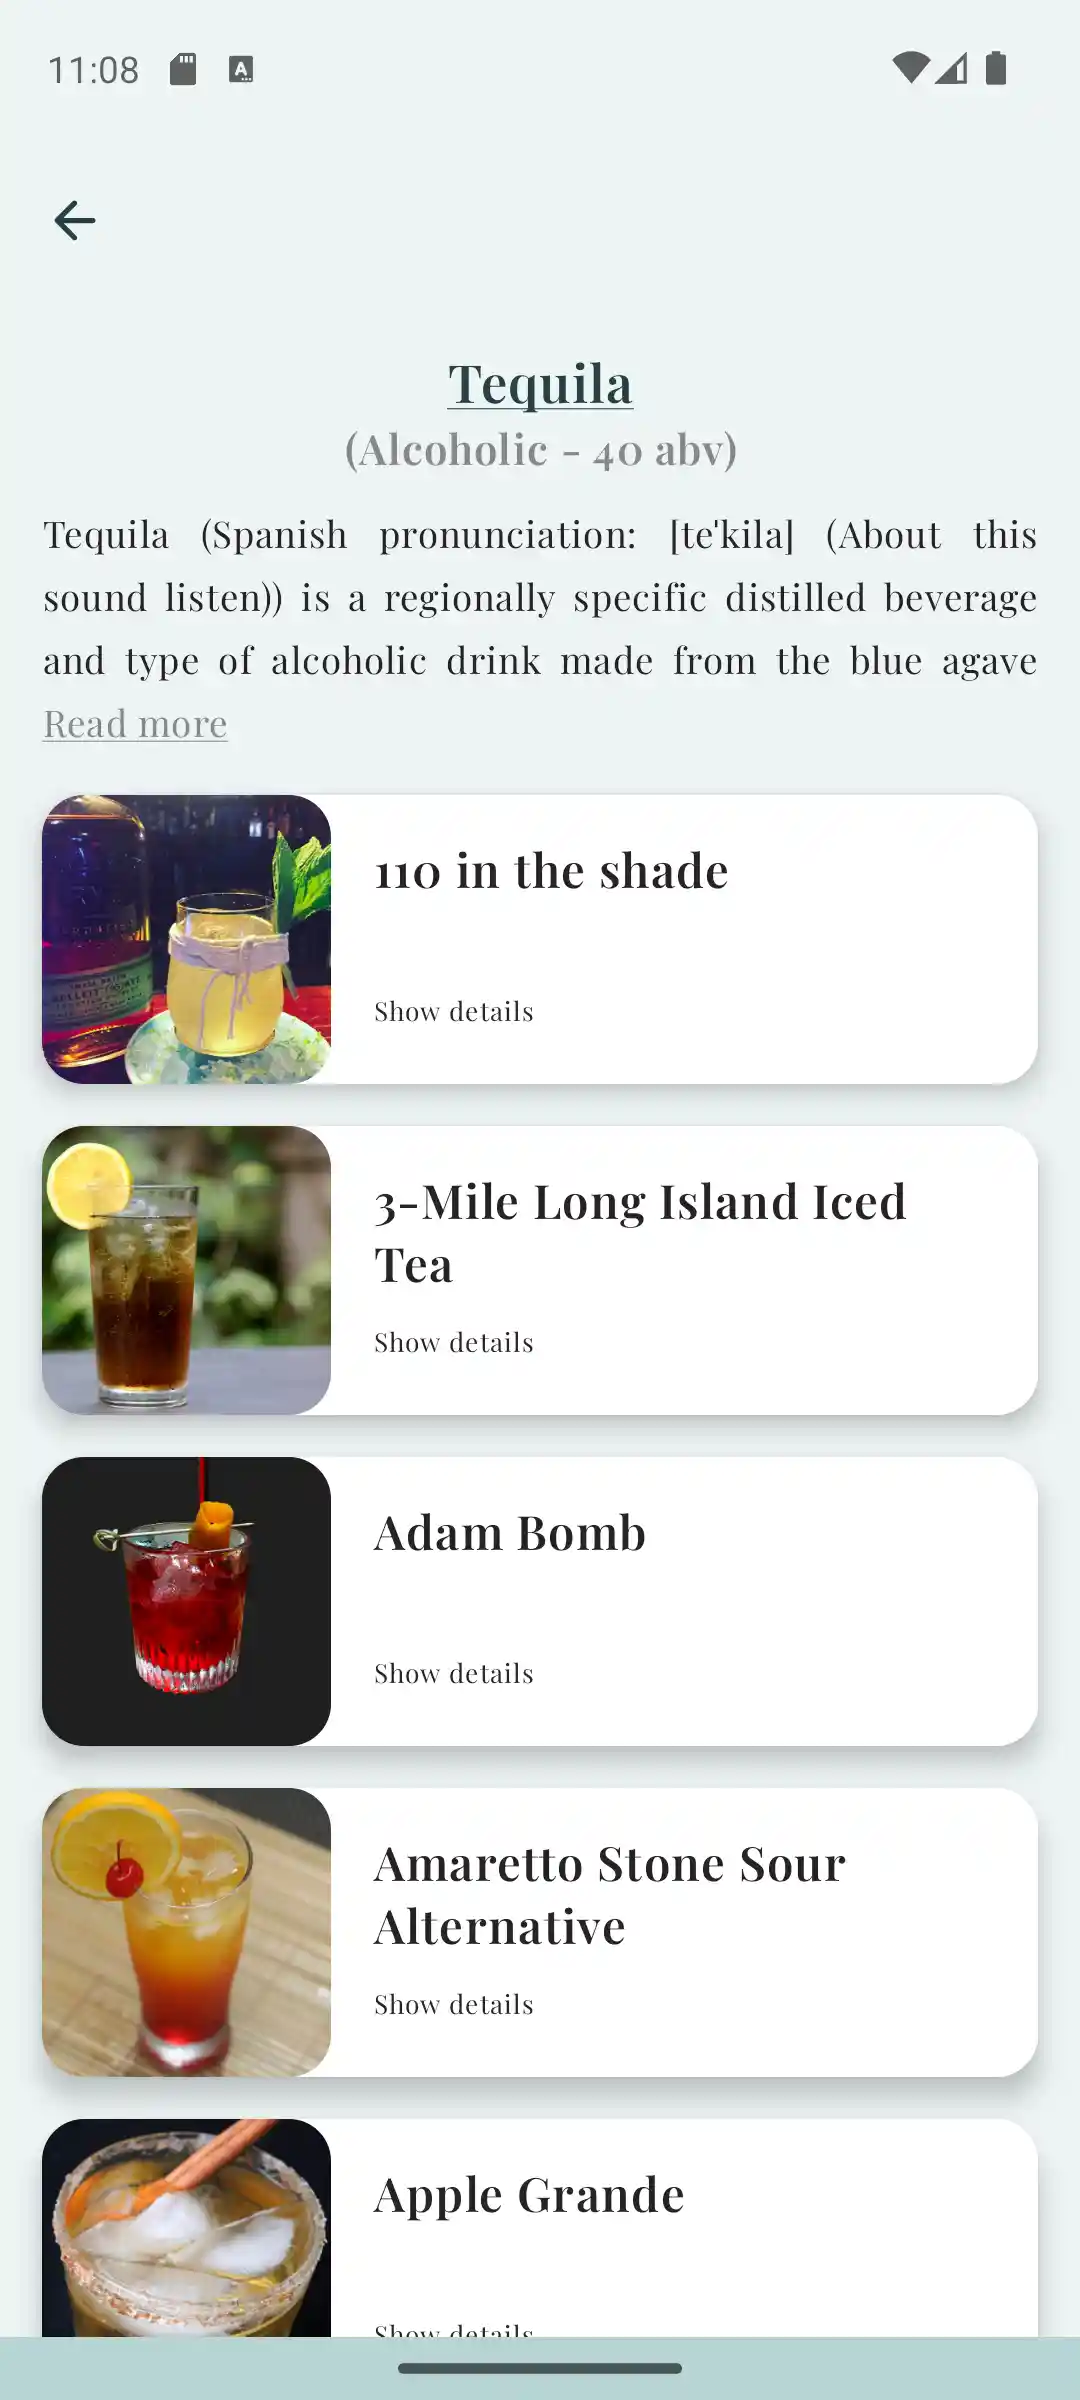 11:08
Tequila
(Alcoholic - 40 abv)
Tequila (Spanish pronunciation: [te'kila] (About this
sound listen)) is a regionally specific distilled beverage
and type of alcoholic drink made from the blue agave
Read more
110 in the shade
Show details
3-Mile Long Island Iced
Tea
Show details
Adam Bomb
Show details
Amaretto Stone Sour
Alternative
Show details
Apple Grande
Show details